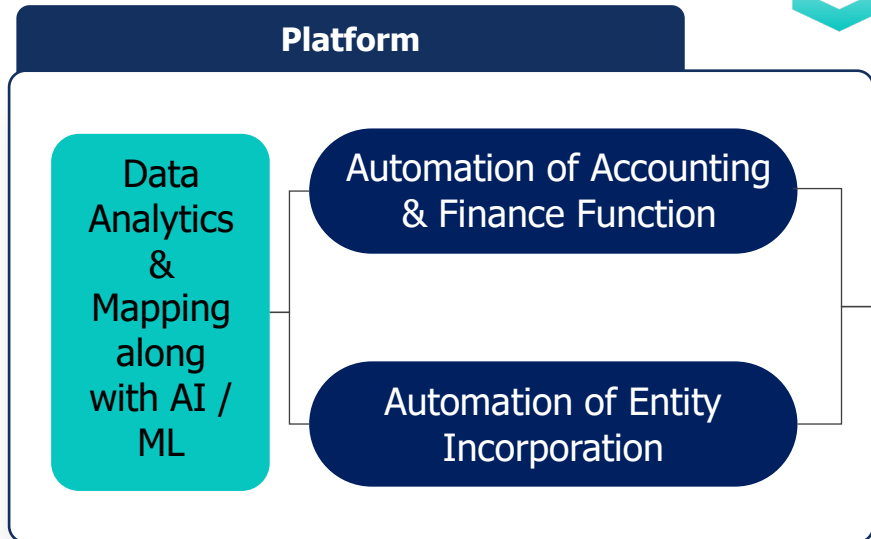 Platform
Data
Analytics
&
Mapping
along
with AI /
ML
Automation of Accounting
& Finance Function
Automation of Entity
Incorporation